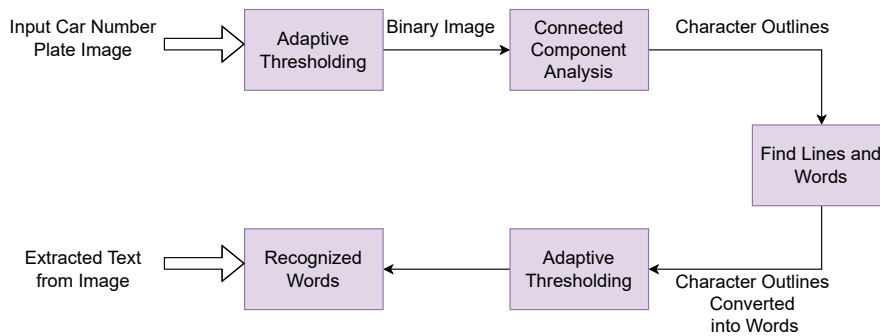 Input Car Number
Plate Image
Adaptive
Thresholding
Binary Image
Connected
Component
Analysis
Character Outlines
Find Lines and
Words
Character Outlines
Converted
into Words
Adaptive
Thresholding
Recognized
Words
Extracted Text
from Image